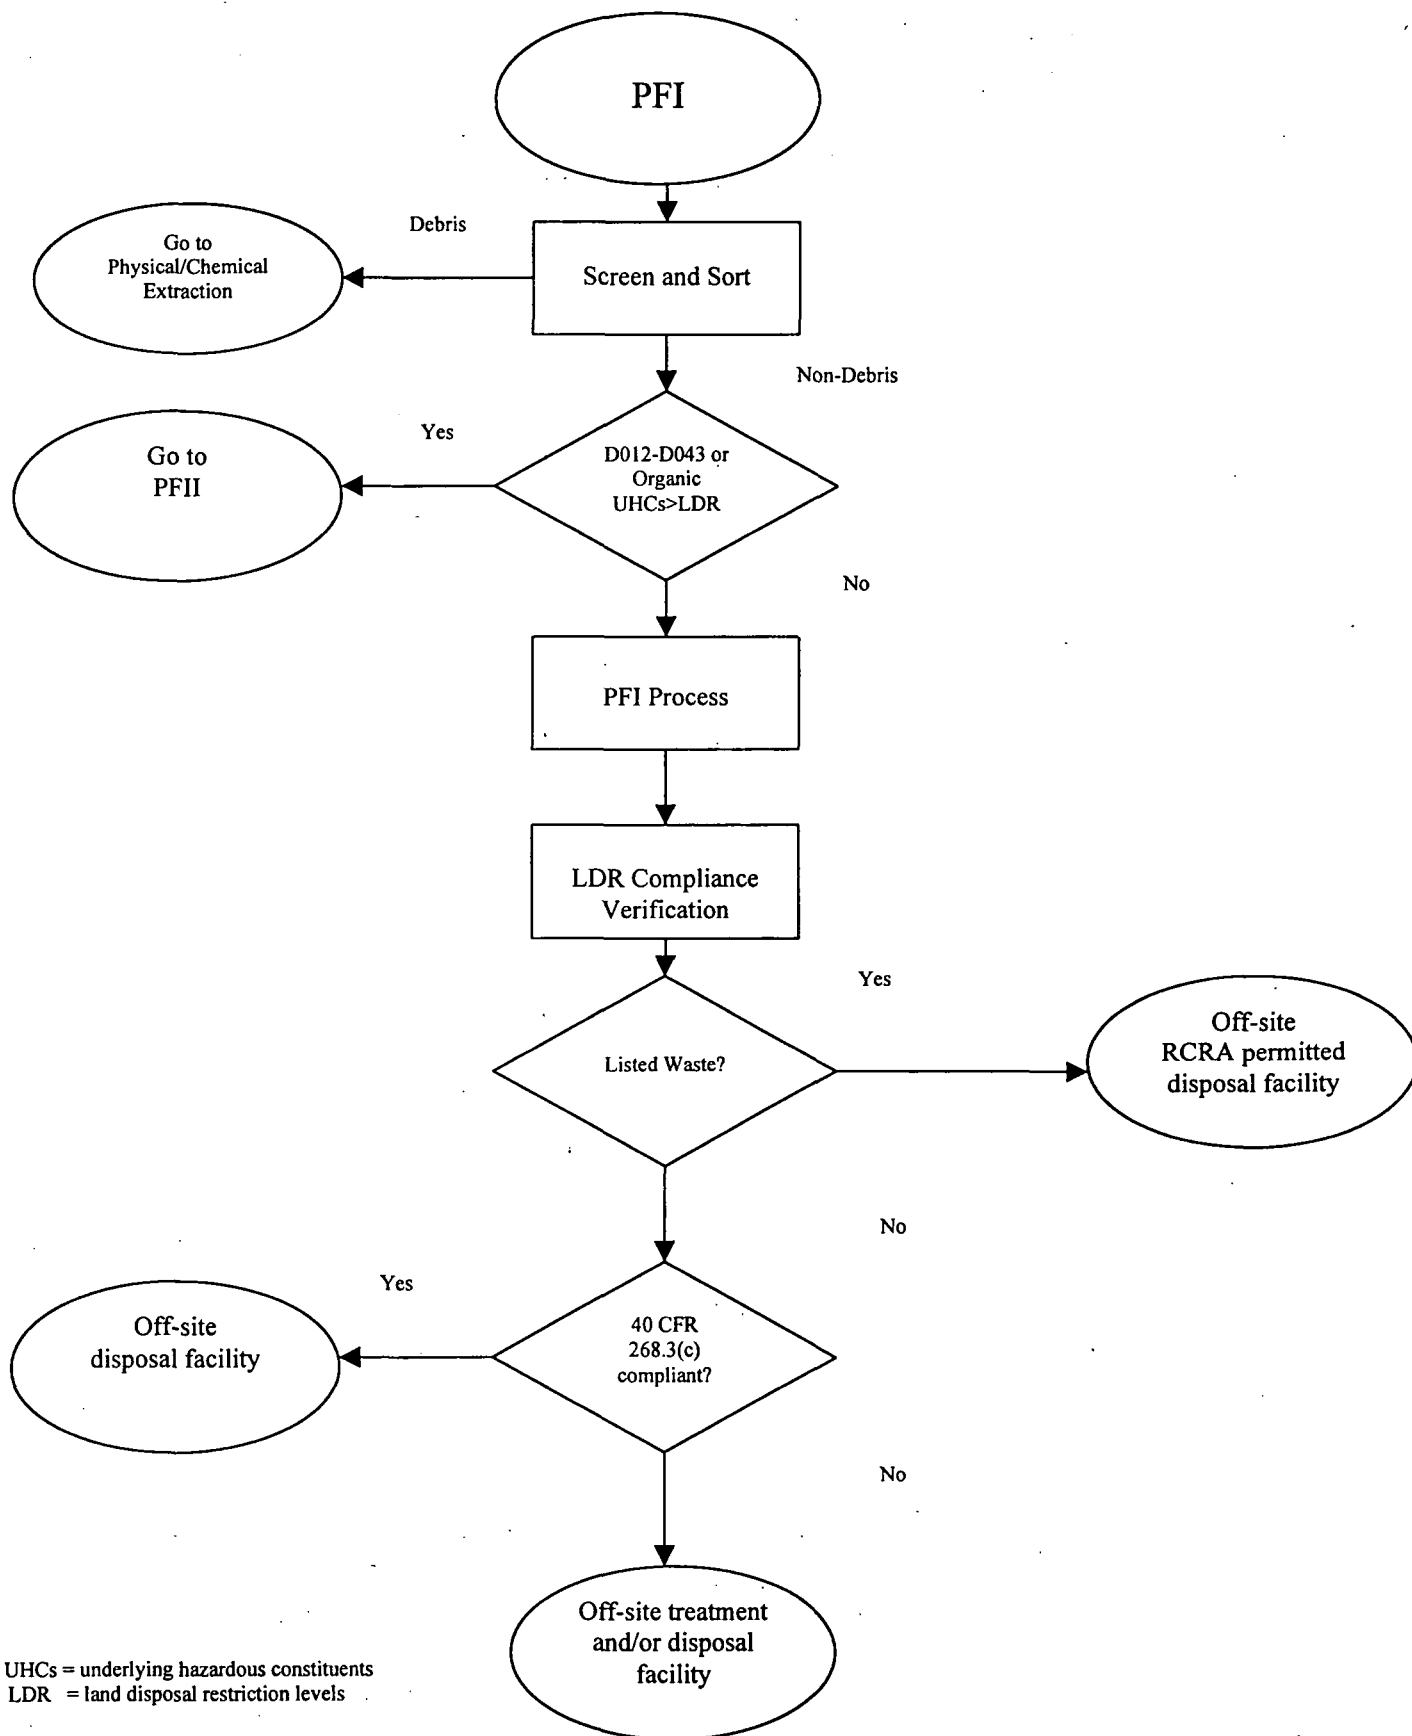 PFI
Debris
Go to
Physical/Chemical
Extraction
Screen and Sort
Non-Debris
Yes
Go to
PFII
D012-D043 or
Organic
UHCs>LDR
No
PFI Process
LDR Compliance
Verification
Yes
Listed Waste?
Off-site
RCRA permitted
disposal facility
No
Yes
Off-site
disposal facility
40 CFR
268.3(c)
compliant?
No
Off-site treatment
and/or disposal
facility
UHCs = underlying hazardous constituents
LDR = land disposal restriction levels